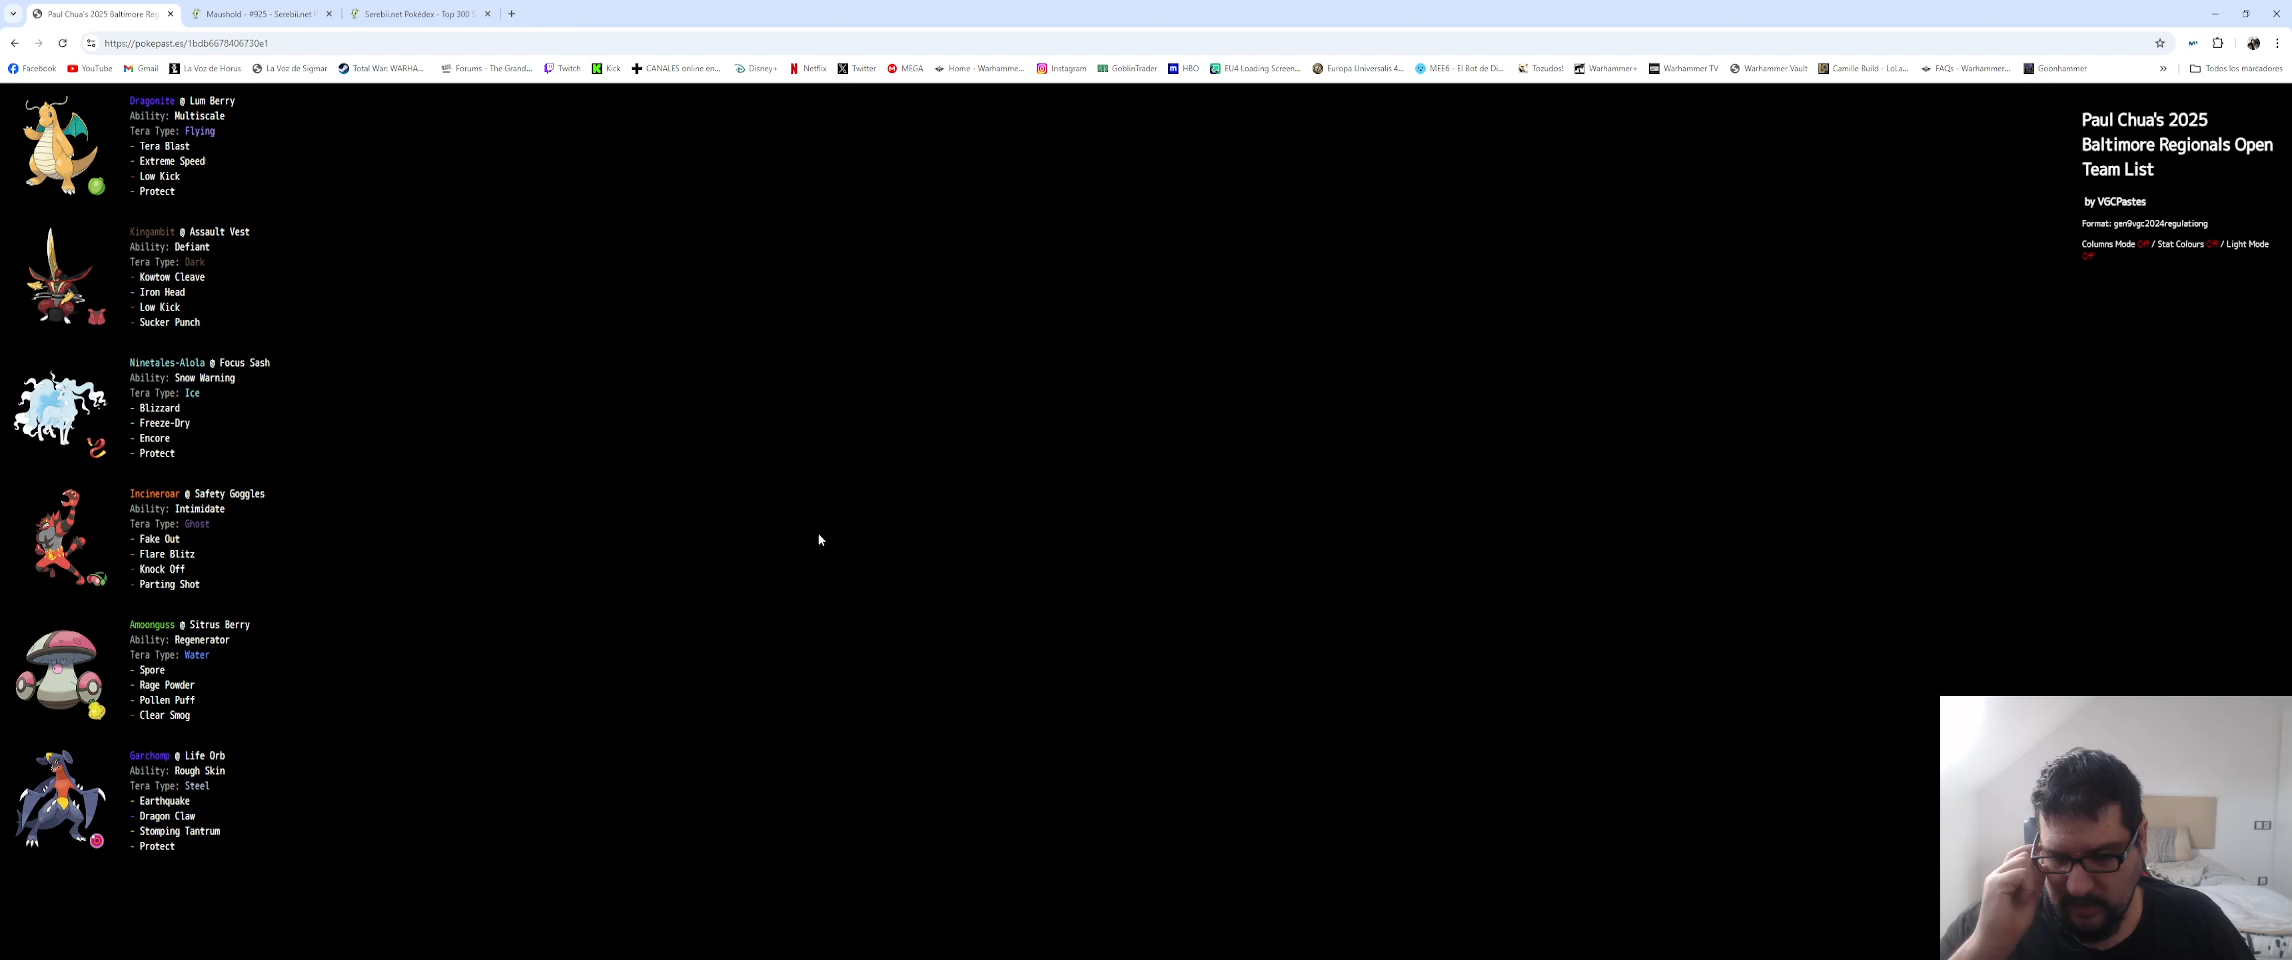 Paul Chua's 2025 Baltimore Reg
Maushold - #925 - Serebii.net
Serebii.net Pokédex - Top 300 S
https://pokepast.es/1bdb6678406730e1
Facebook
YouTube
Gmail
La Voz de Horus
La Voz de Sigmar
Total War: WARHA...
Forums - The Grand...
Twitch
Kick
CANALES online en...
Disney+
Netflix
Twitter
MEGA
Home - Warhamme...
Instagram
GoblinTrader
HBO
EU4 Loading Screen...
Europa Universalis 4...
MEE6 - El Bot de Di...
Tozudos!
Warhammer+
Warhammer TV
Warhammer Vault
Camille Build - LoLa...
FAQs - Warhammer...
Goonhammer
Todos los marcadores
Dragonite @ Lum Berry
Ability: Multiscale
Tera Type: Flying
- Tera Blast
- Extreme Speed
- Low Kick
- Protect
Kingambit @ Assault Vest
Ability: Defiant
Tera Type: Dark
- Kowtow Cleave
- Iron Head
- Low Kick
- Sucker Punch
Ninetales-Alola @ Focus Sash
Ability: Snow Warning
Tera Type: Ice
- Blizzard
- Freeze-Dry
- Encore
- Protect
Incineroar @ Safety Goggles
Ability: Intimidate
Tera Type: Ghost
- Fake Out
- Flare Blitz
- Knock Off
- Parting Shot
Amoonguss @ Sitrus Berry
Ability: Regenerator
Tera Type: Water
- Spore
- Rage Powder
- Pollen Puff
- Clear Smog
Garchomp @ Life Orb
Ability: Rough Skin
Tera Type: Steel
- Earthquake
- Dragon Claw
- Stomping Tantrum
- Protect
Paul Chua's 2025
Baltimore Regionals Open
Team List
by VGCPastes
Format: gen9vgc2024regulationg
Columns Mode Off / Stat Colours Off / Light Mode
Off